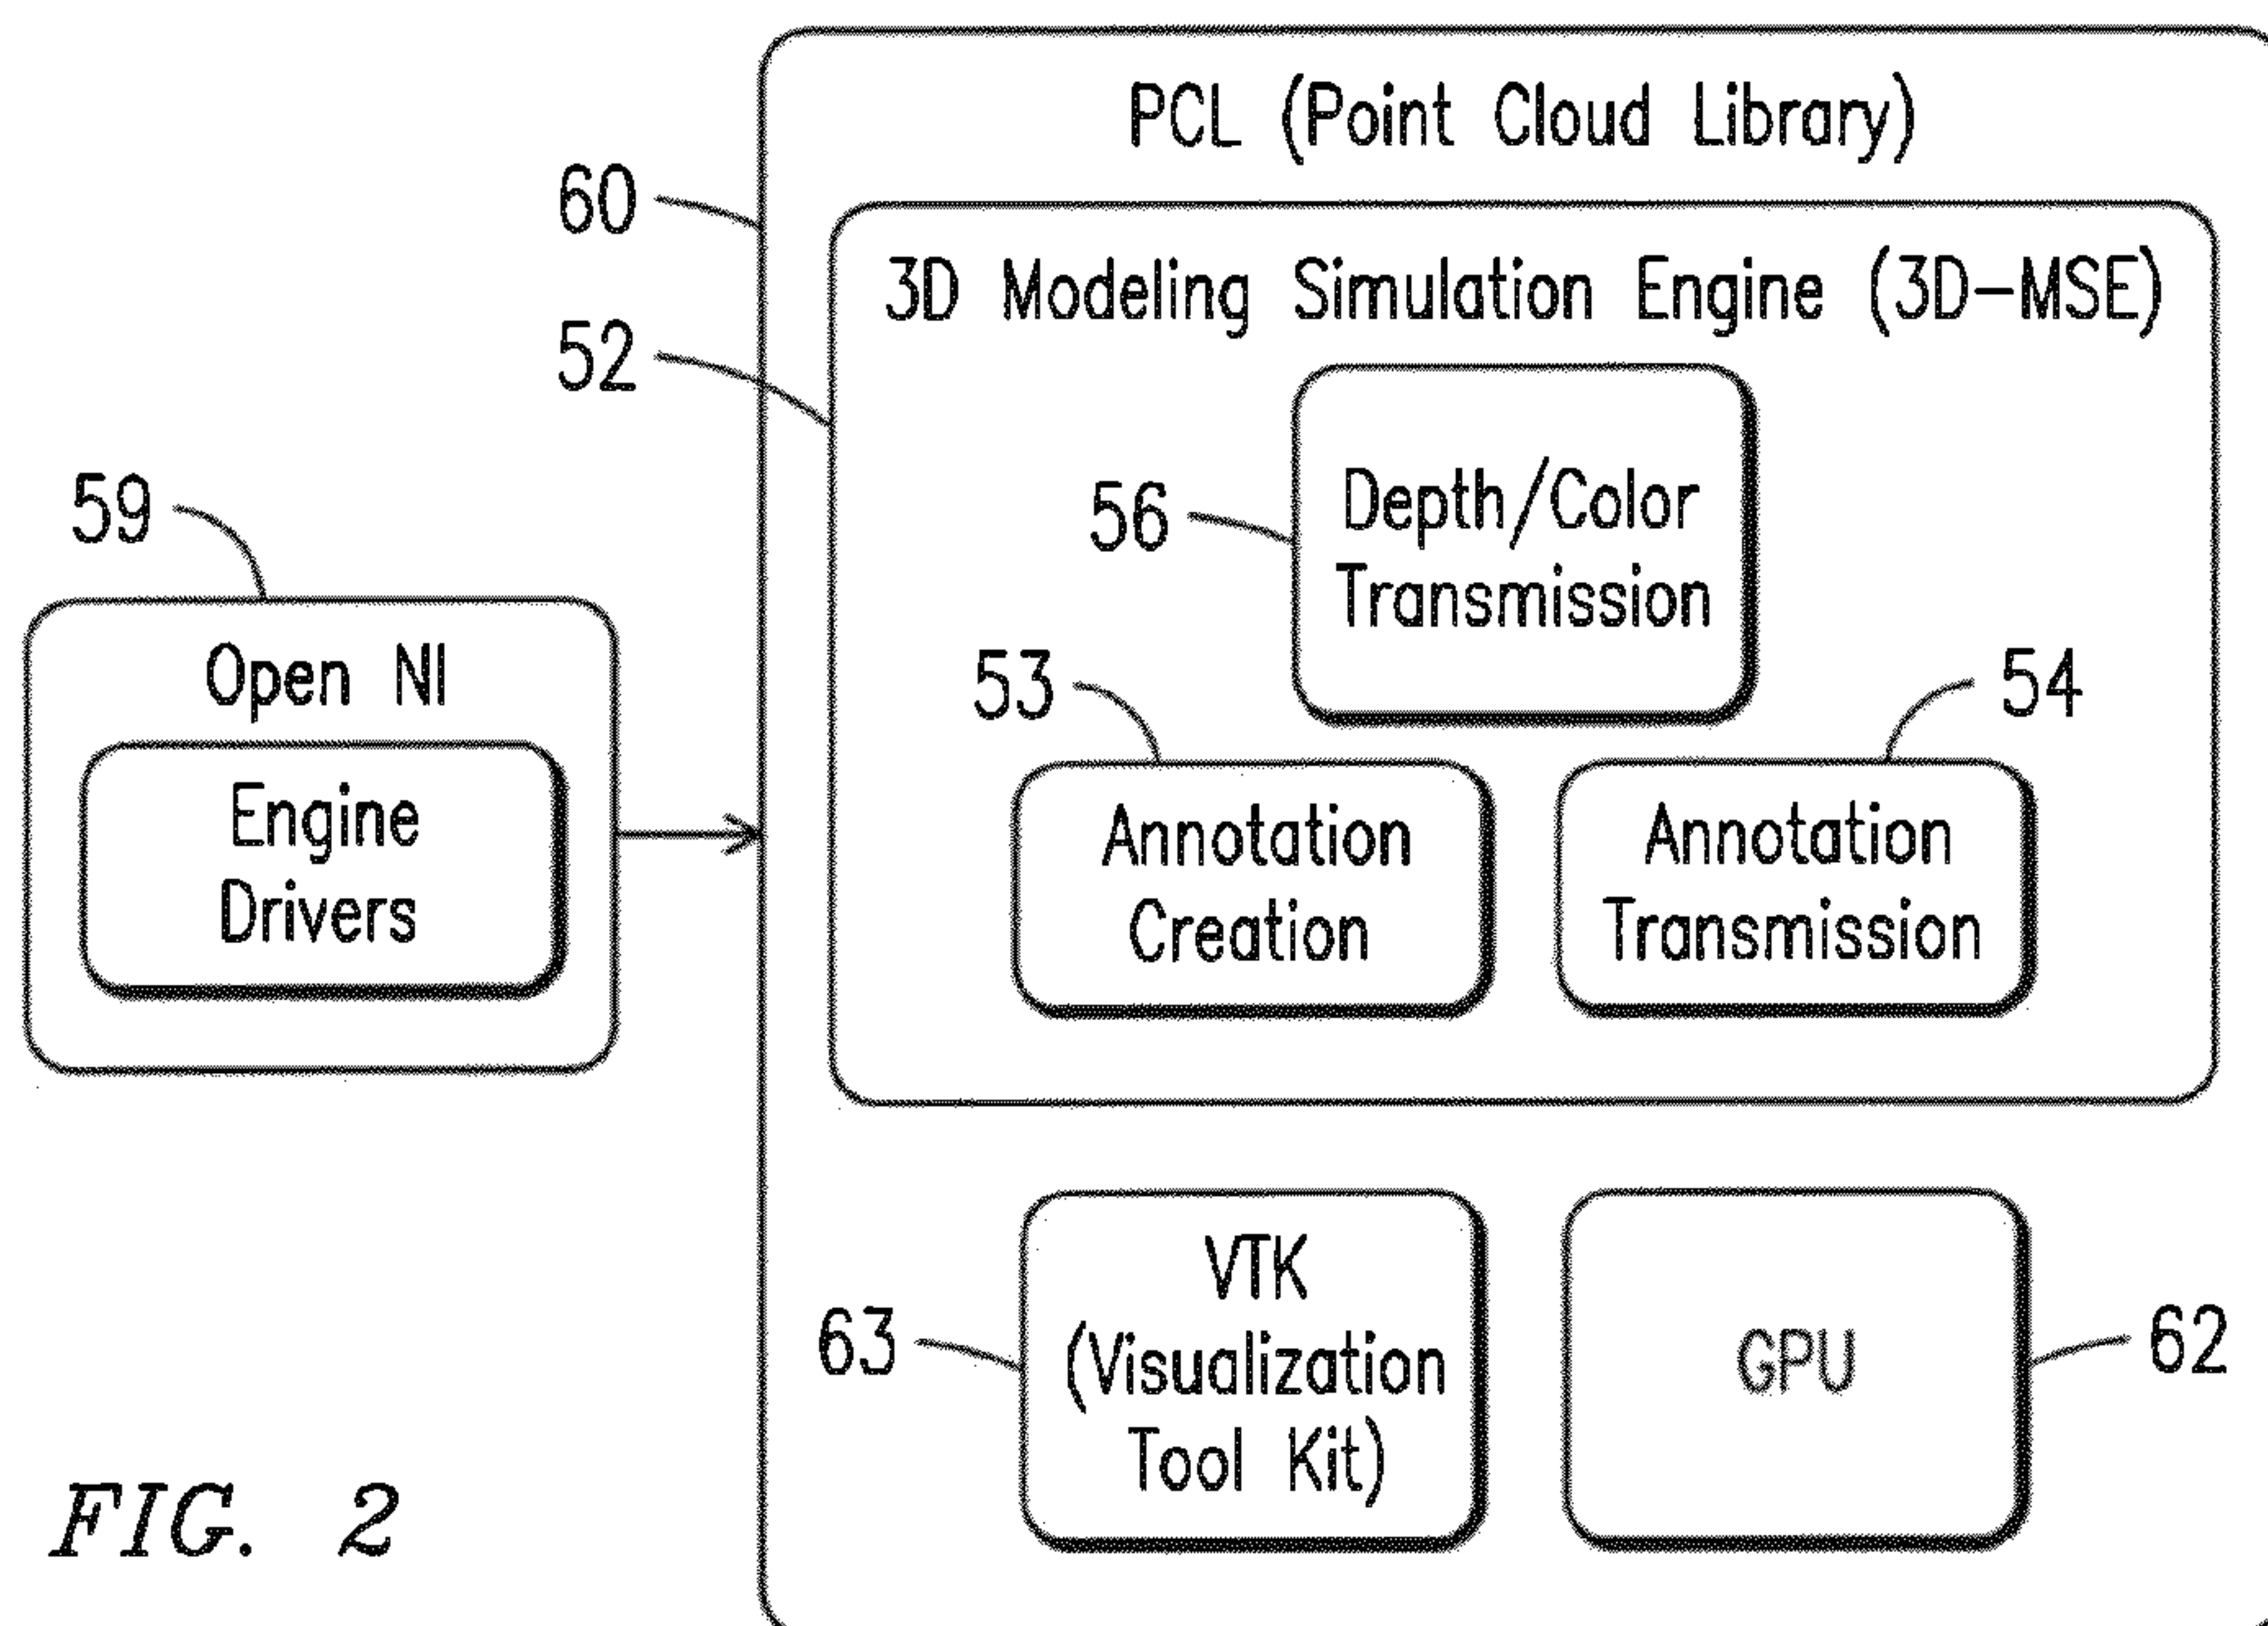 PCL (Point Cloud Library)
60
3D Modeling Simulation Engine (3D-MSE)
52
56
Depth/Color
Transmission
59
Open NI
Engine
Drivers
53
Annotation
Creation
54
Annotation
Transmission
63
VTK
(Visualization
Tool Kit)
GPU
62
FIG. 2